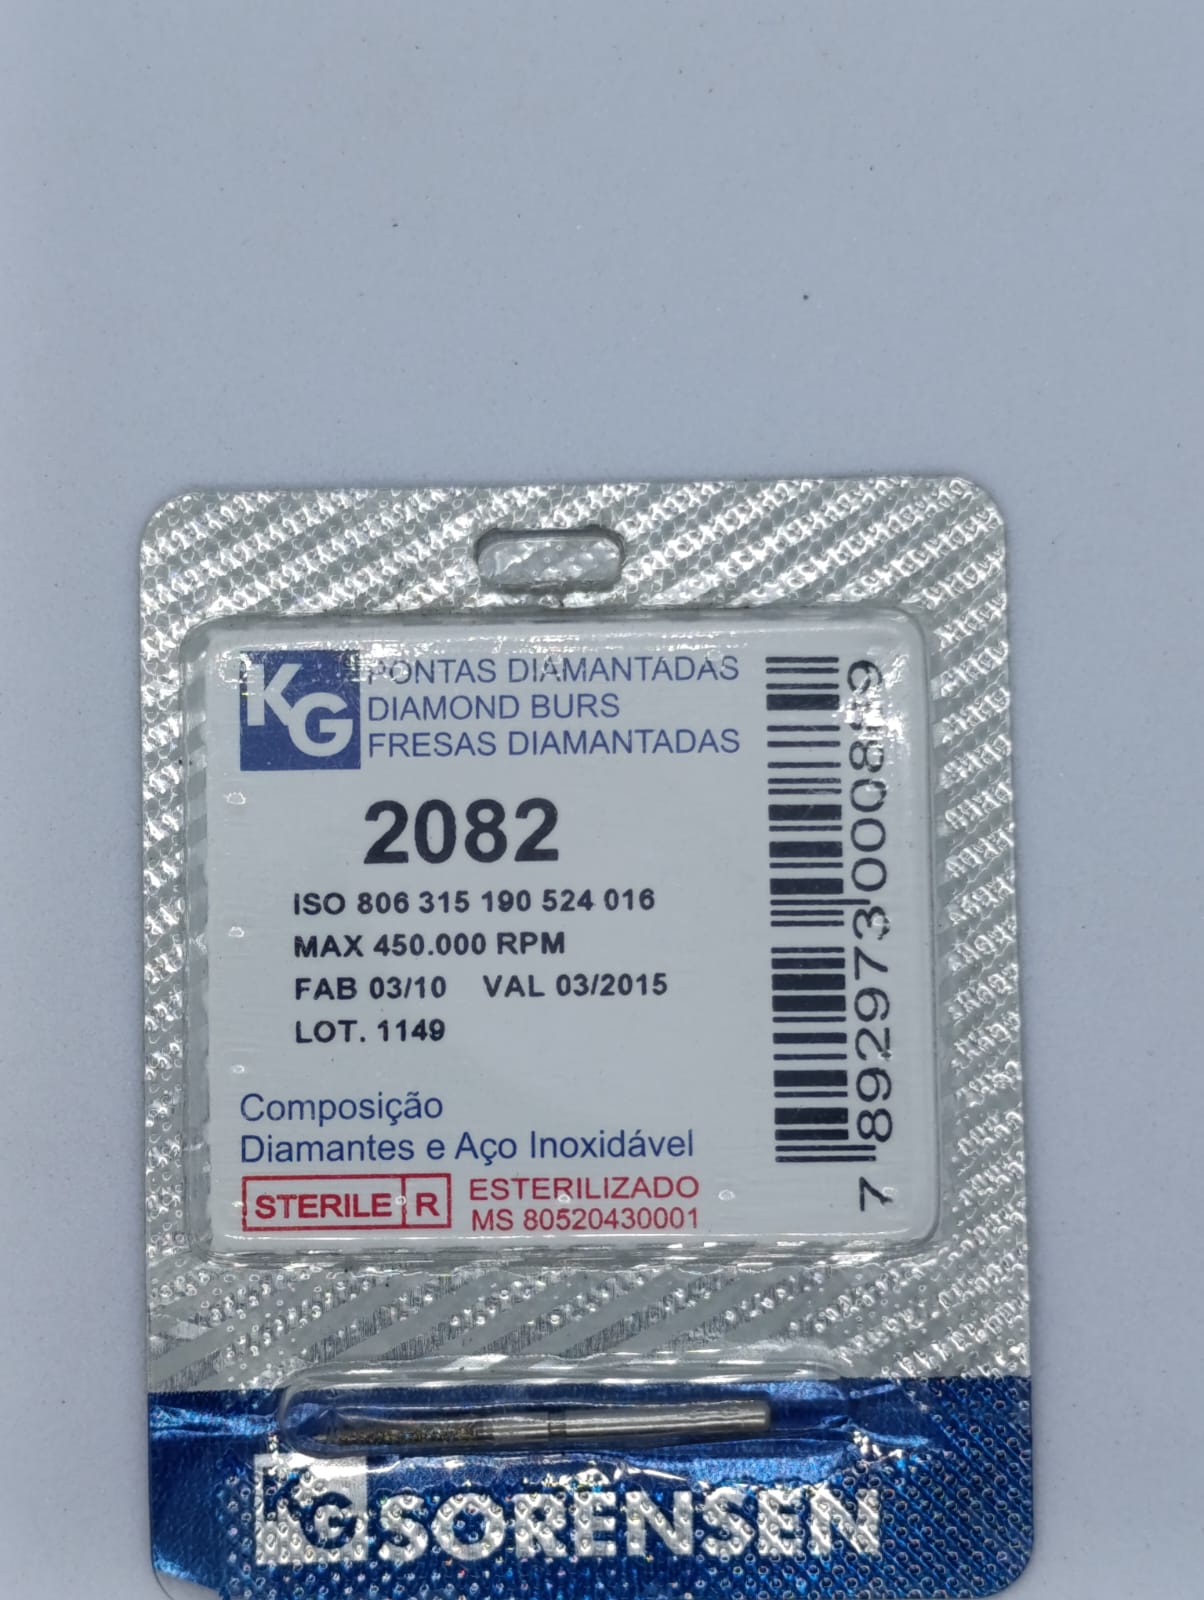 KG
PONTAS DIAMANTADAS
DIAMOND BURS
FRESAS DIAMANTADAS
2082
ISO 806 315 190 524 016
MAX 450.000 RPM
FAB 03/10 VAL 03/2015
LOT. 1149
Composição
Diamantes e Aço Inoxidável
STERILE R
ESTERILIZADO
MS 80520430001
KG SORENSEN